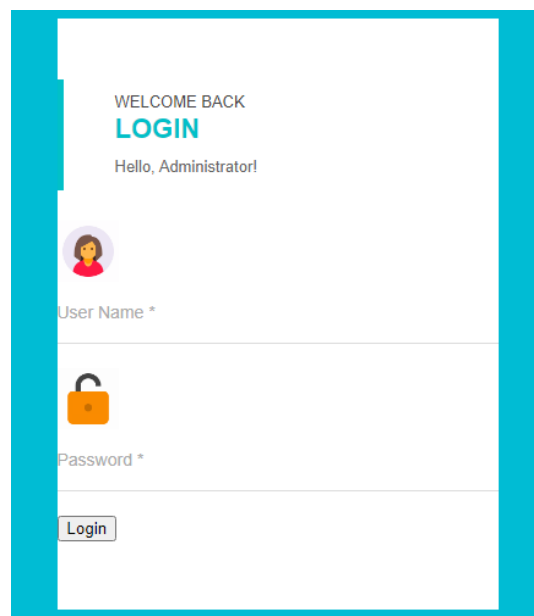 WELCOME BACK
LOGIN
Hello, Administrator!
User Name *
Password *
Login